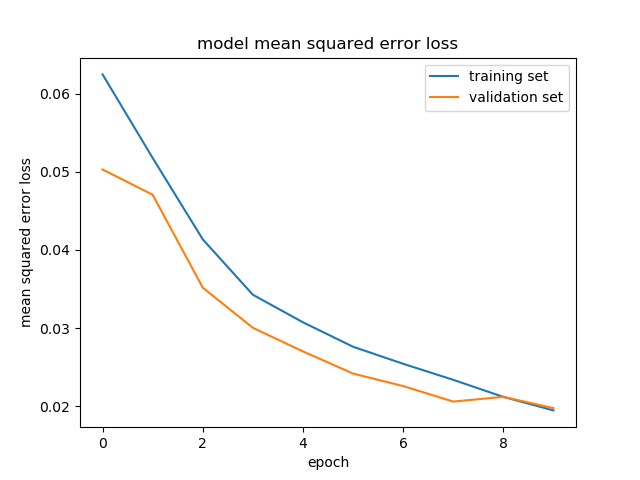 model mean squared error loss
training set
validation set
0.06
0.05
0.04
0.03
0.02
mean squared error loss
0 2 4 6 8
epoch